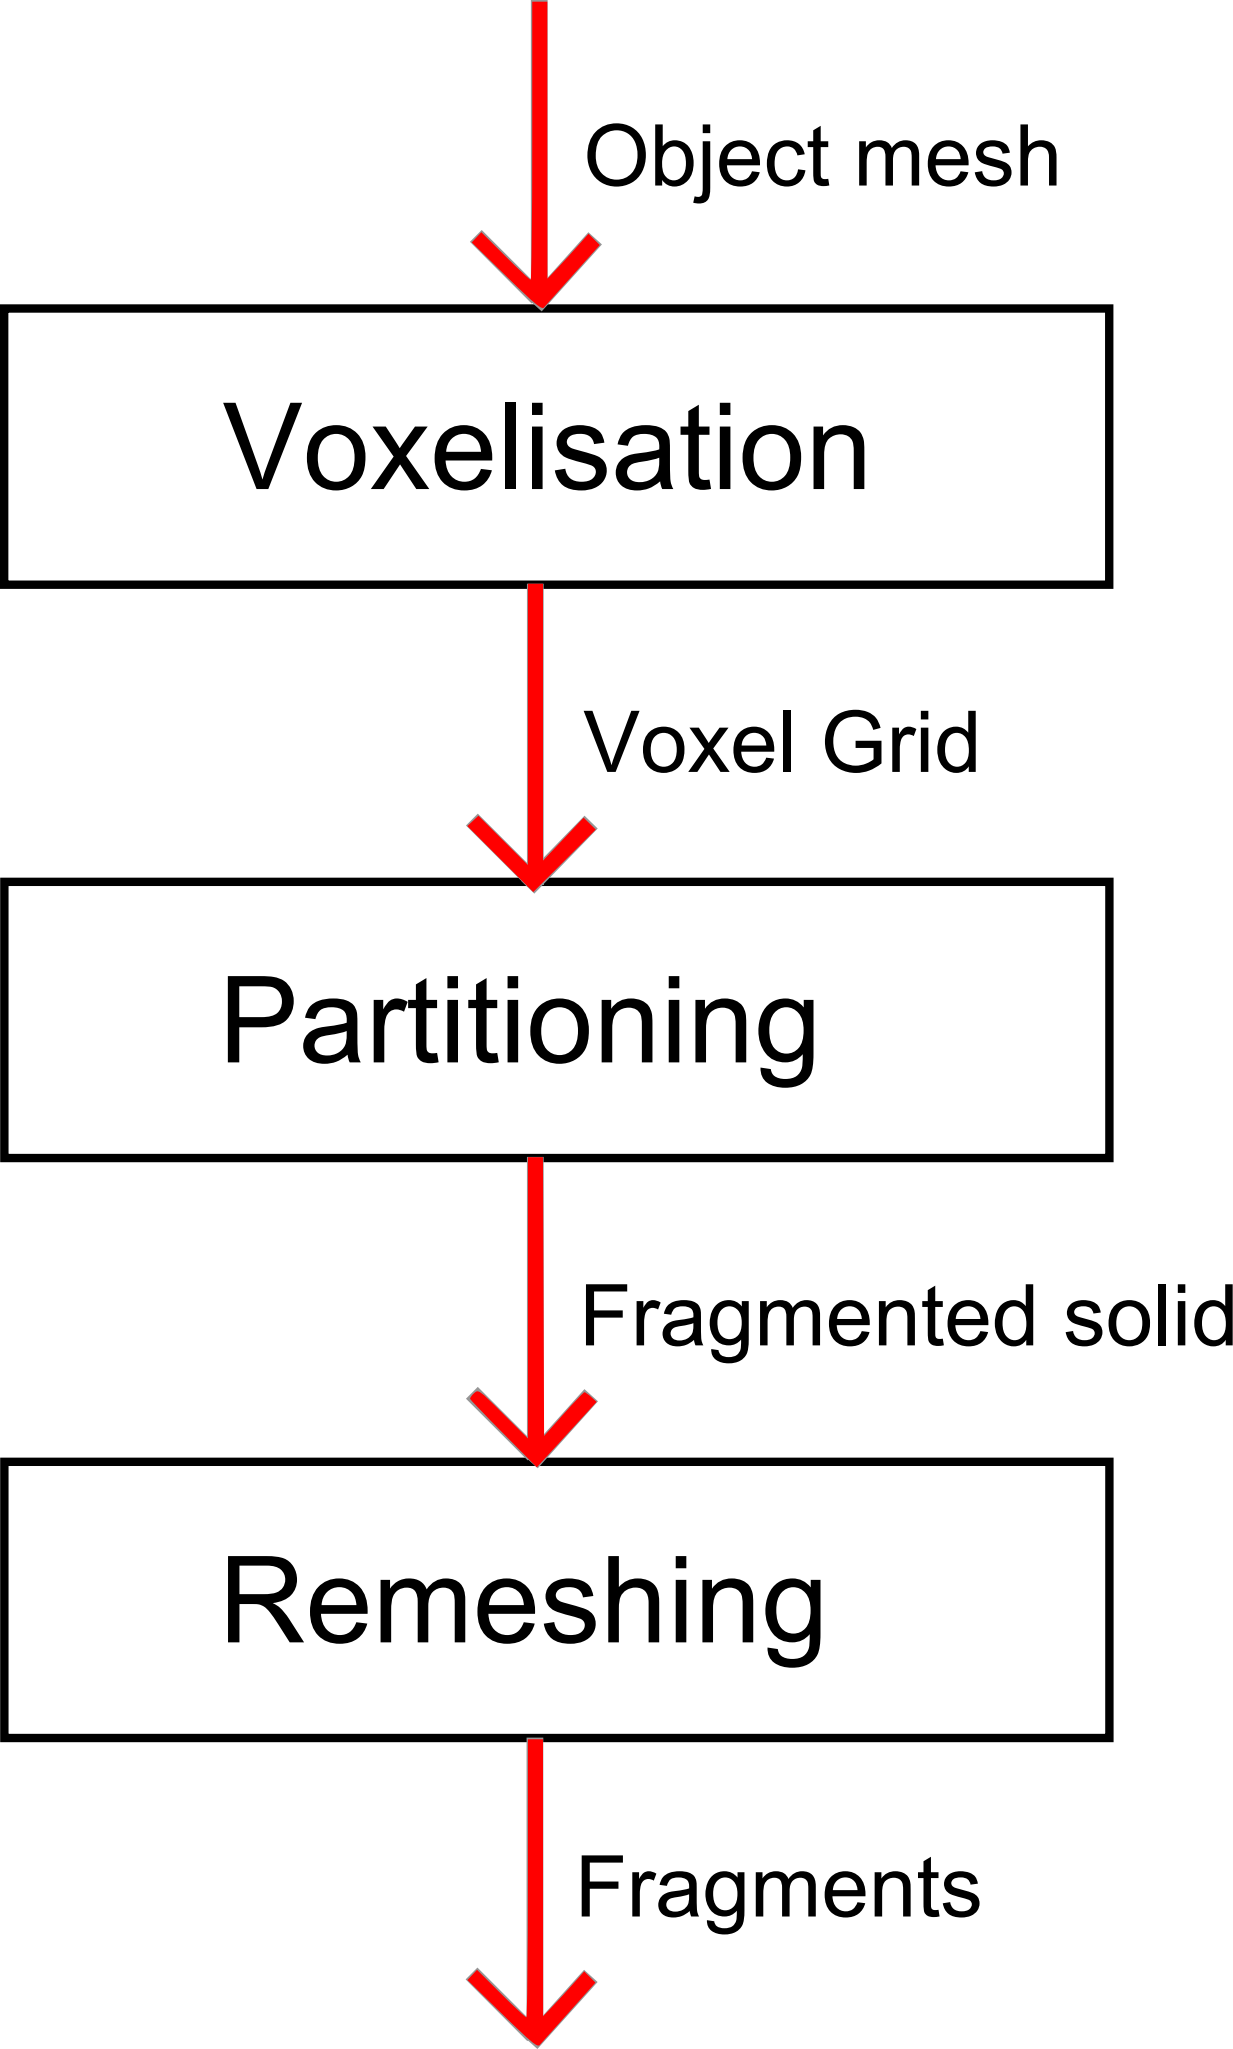 Object mesh
Voxelisation
Voxel Grid
Partitioning
Fragmented solid
Remeshing
Fragments